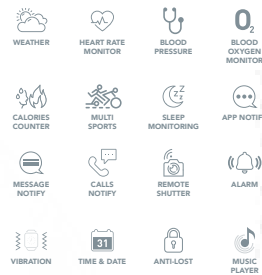 WEATHER
HEART RATE
MONITOR
BLOOD
PRESSURE
O2
BLOOD
OXYGEN
MONITOR
CALORIES
COUNTER
MULTI
SPORTS
Z Z Z
SLEEP
MONITORING
APP NOTIF
MESSAGE
NOTIFY
CALLS
NOTIFY
REMOTE
SHUTTER
ALARM
VIBRATION
31
TIME & DATE
ANTI-LOST
MUSIC
PLAYER